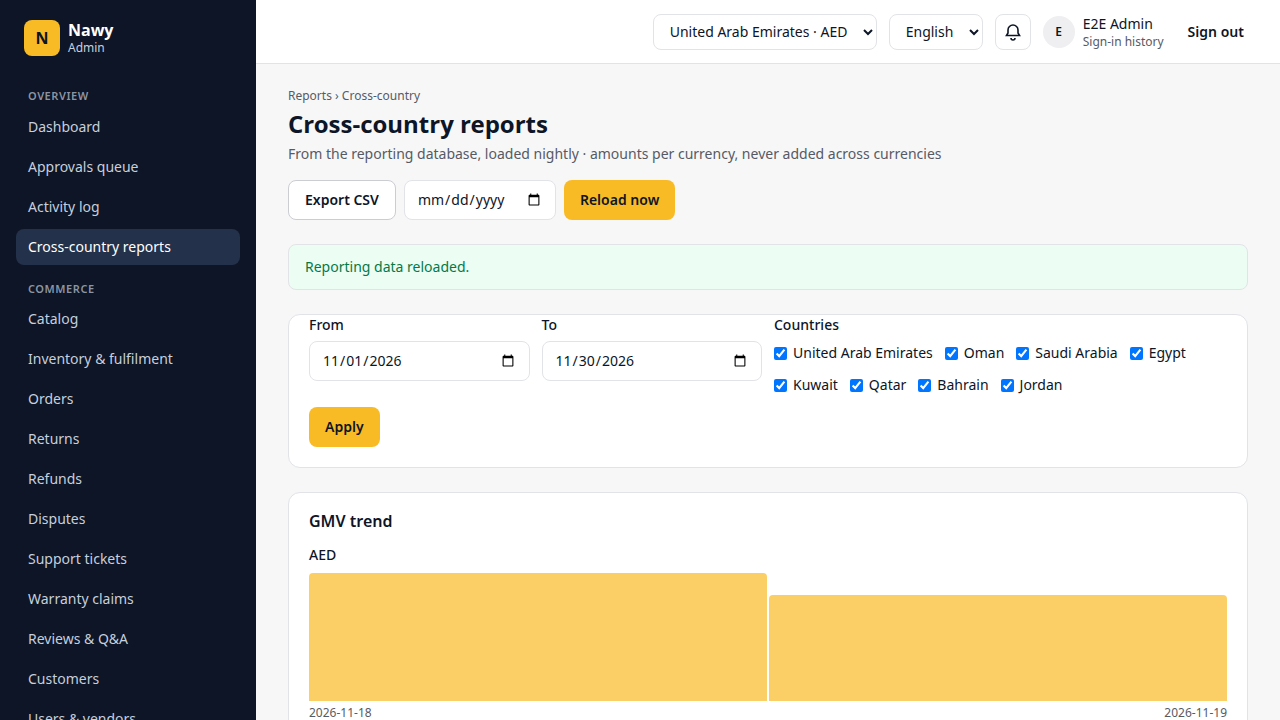 N
Nawy
Admin
United Arab Emirates · AED
English
E
E2E Admin
Sign-in history
Sign out
OVERVIEW
Dashboard
Approvals queue
Activity log
Cross-country reports
COMMERCE
Catalog
Inventory & fulfilment
Orders
Returns
Refunds
Disputes
Support tickets
Warranty claims
Reviews & Q&A
Customers
Users & vendors
Reports › Cross-country
Cross-country reports
From the reporting database, loaded nightly · amounts per currency, never added across currencies
Export CSV
mm/dd/yyyy
Reload now
Reporting data reloaded.
From
To
Countries
11/01/2026
11/30/2026
United Arab Emirates
Oman
Saudi Arabia
Egypt
Kuwait
Qatar
Bahrain
Jordan
Apply
GMV trend
AED
2026-11-18
2026-11-19